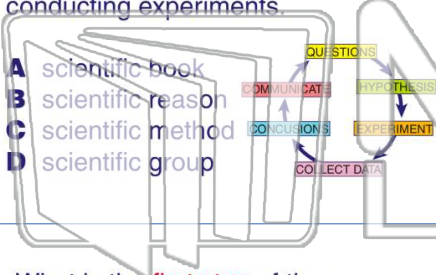 conducting experiments.
A scientific book
B scientific reason
C scientific method
D scientific group
QUESTIONS
HYPOTHESIS
EXPERIMENT
COLLECT DATA
CONCUSIONS
COMMUNICATE
What is the first step of the